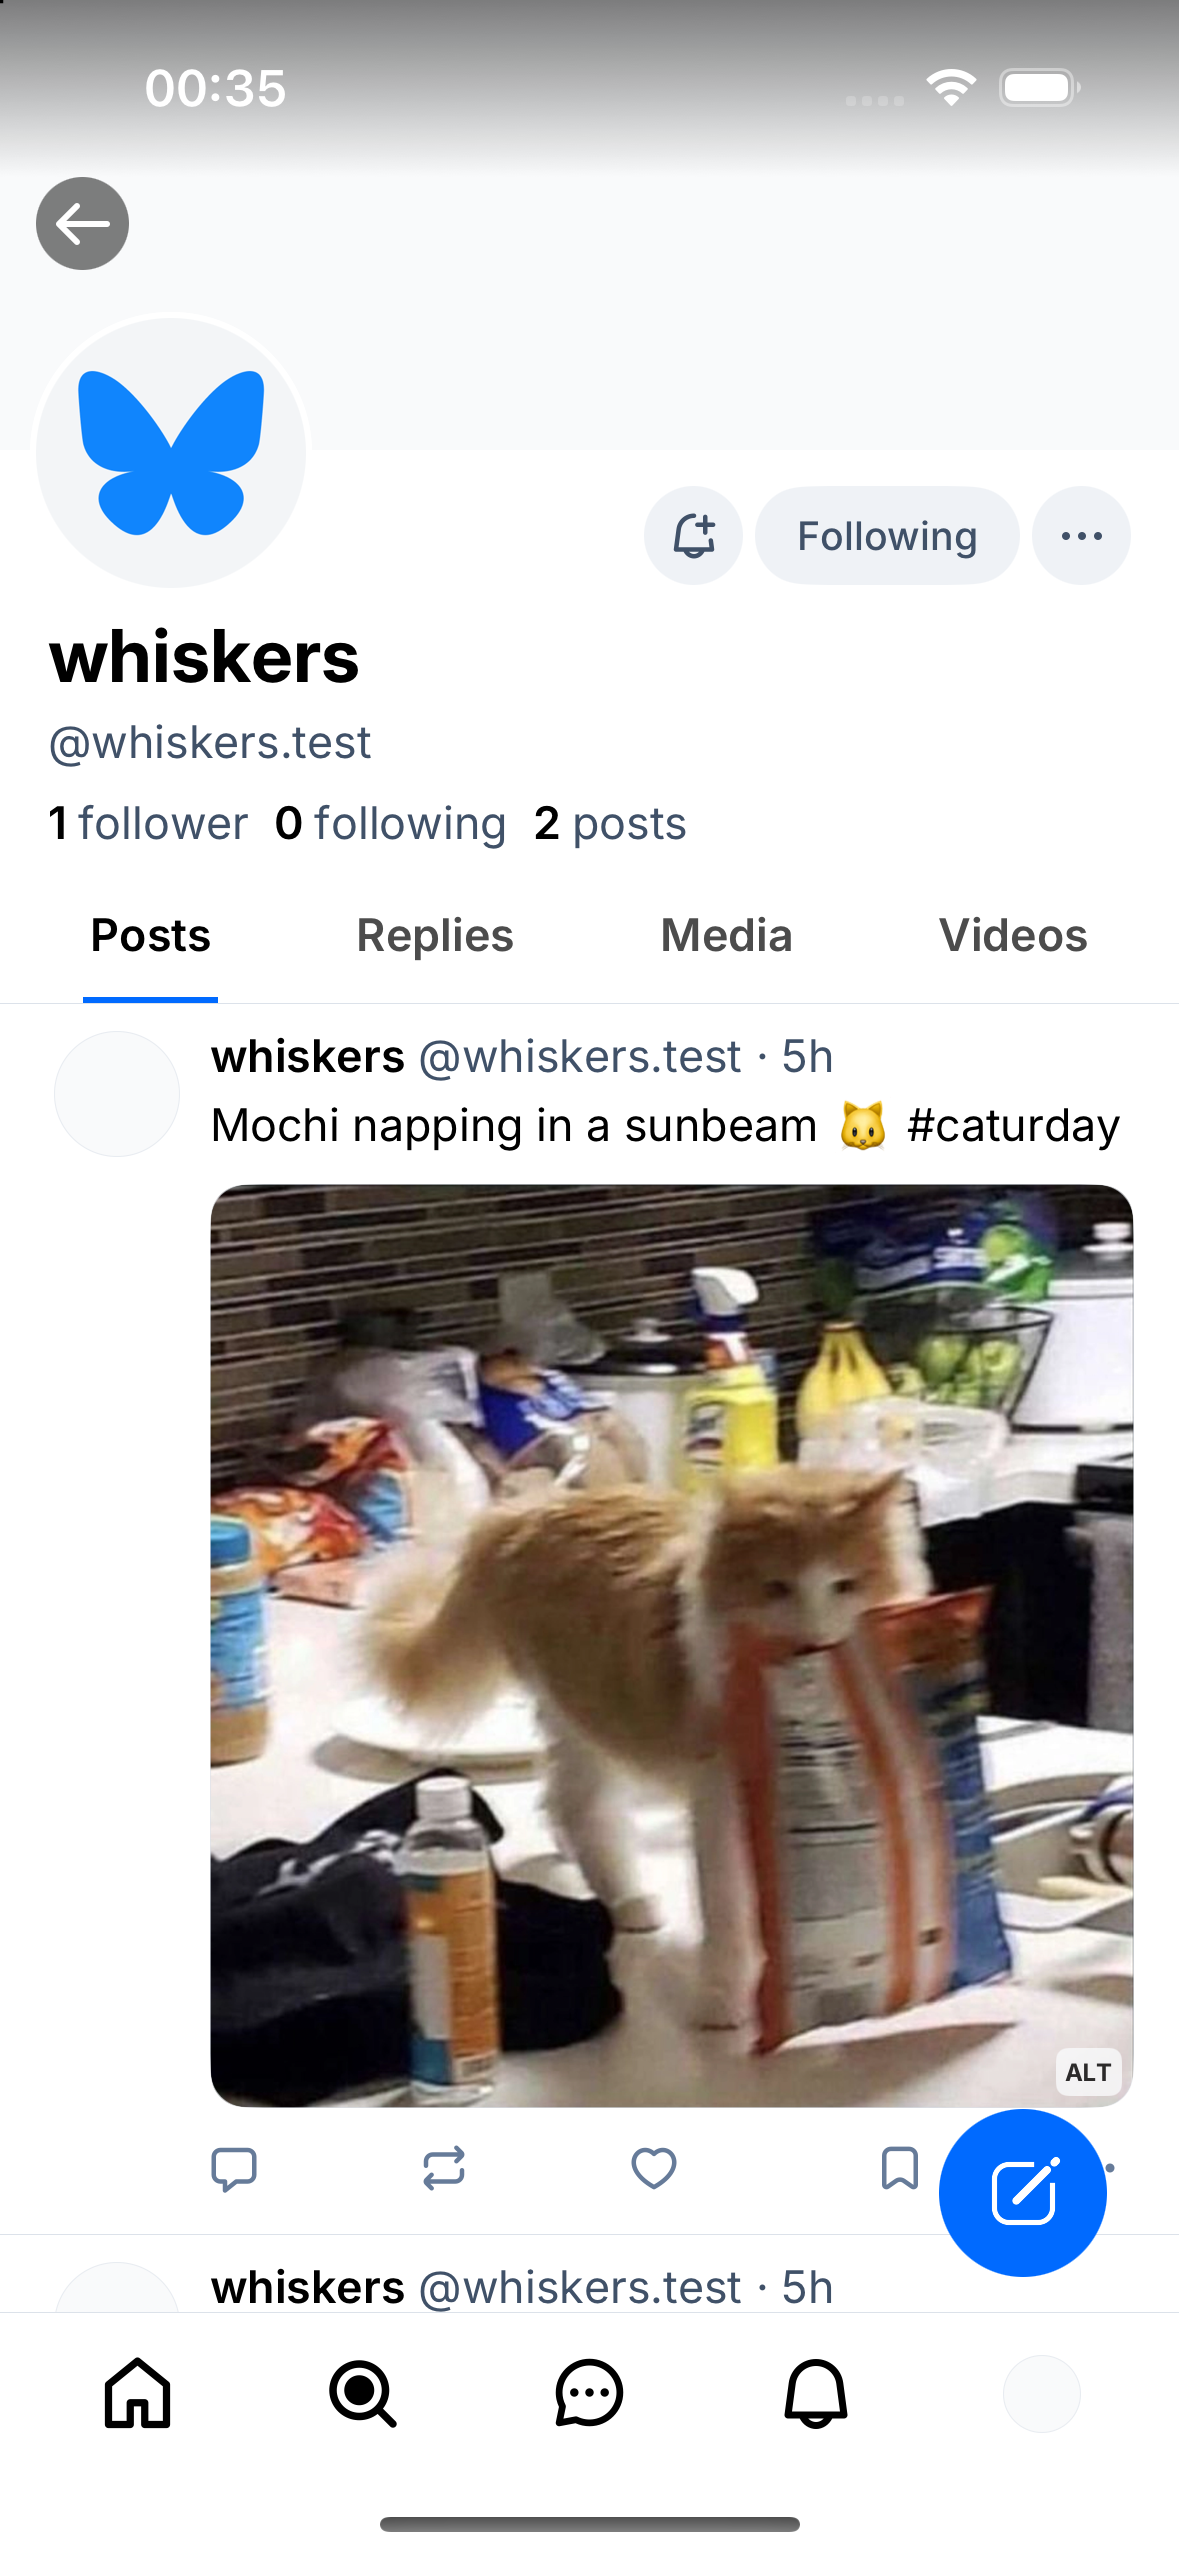 00:35
Following
whiskers
@whiskers.test
1 follower 0 following 2 posts
Posts Replies Media Videos
whiskers @whiskers.test · 5h
Mochi napping in a sunbeam 🐱 #caturday
ALT
whiskers @whiskers.test · 5h